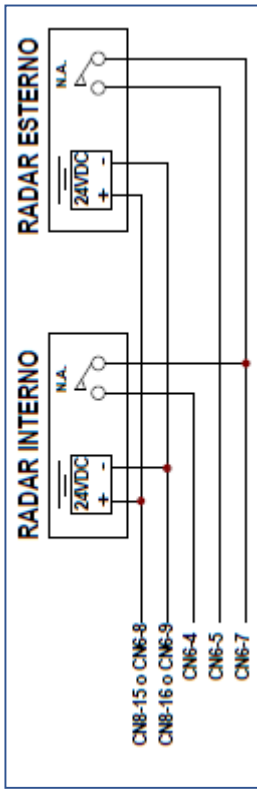 RADAR INTERNO
RADAR ESTERNO
24VDC
+ -
N.A.
24VDC
+ -
N.A.
CN8-15 o CN6-8
CN8-16 o CN6-9
CN6-4
CN6-5
CN6-7